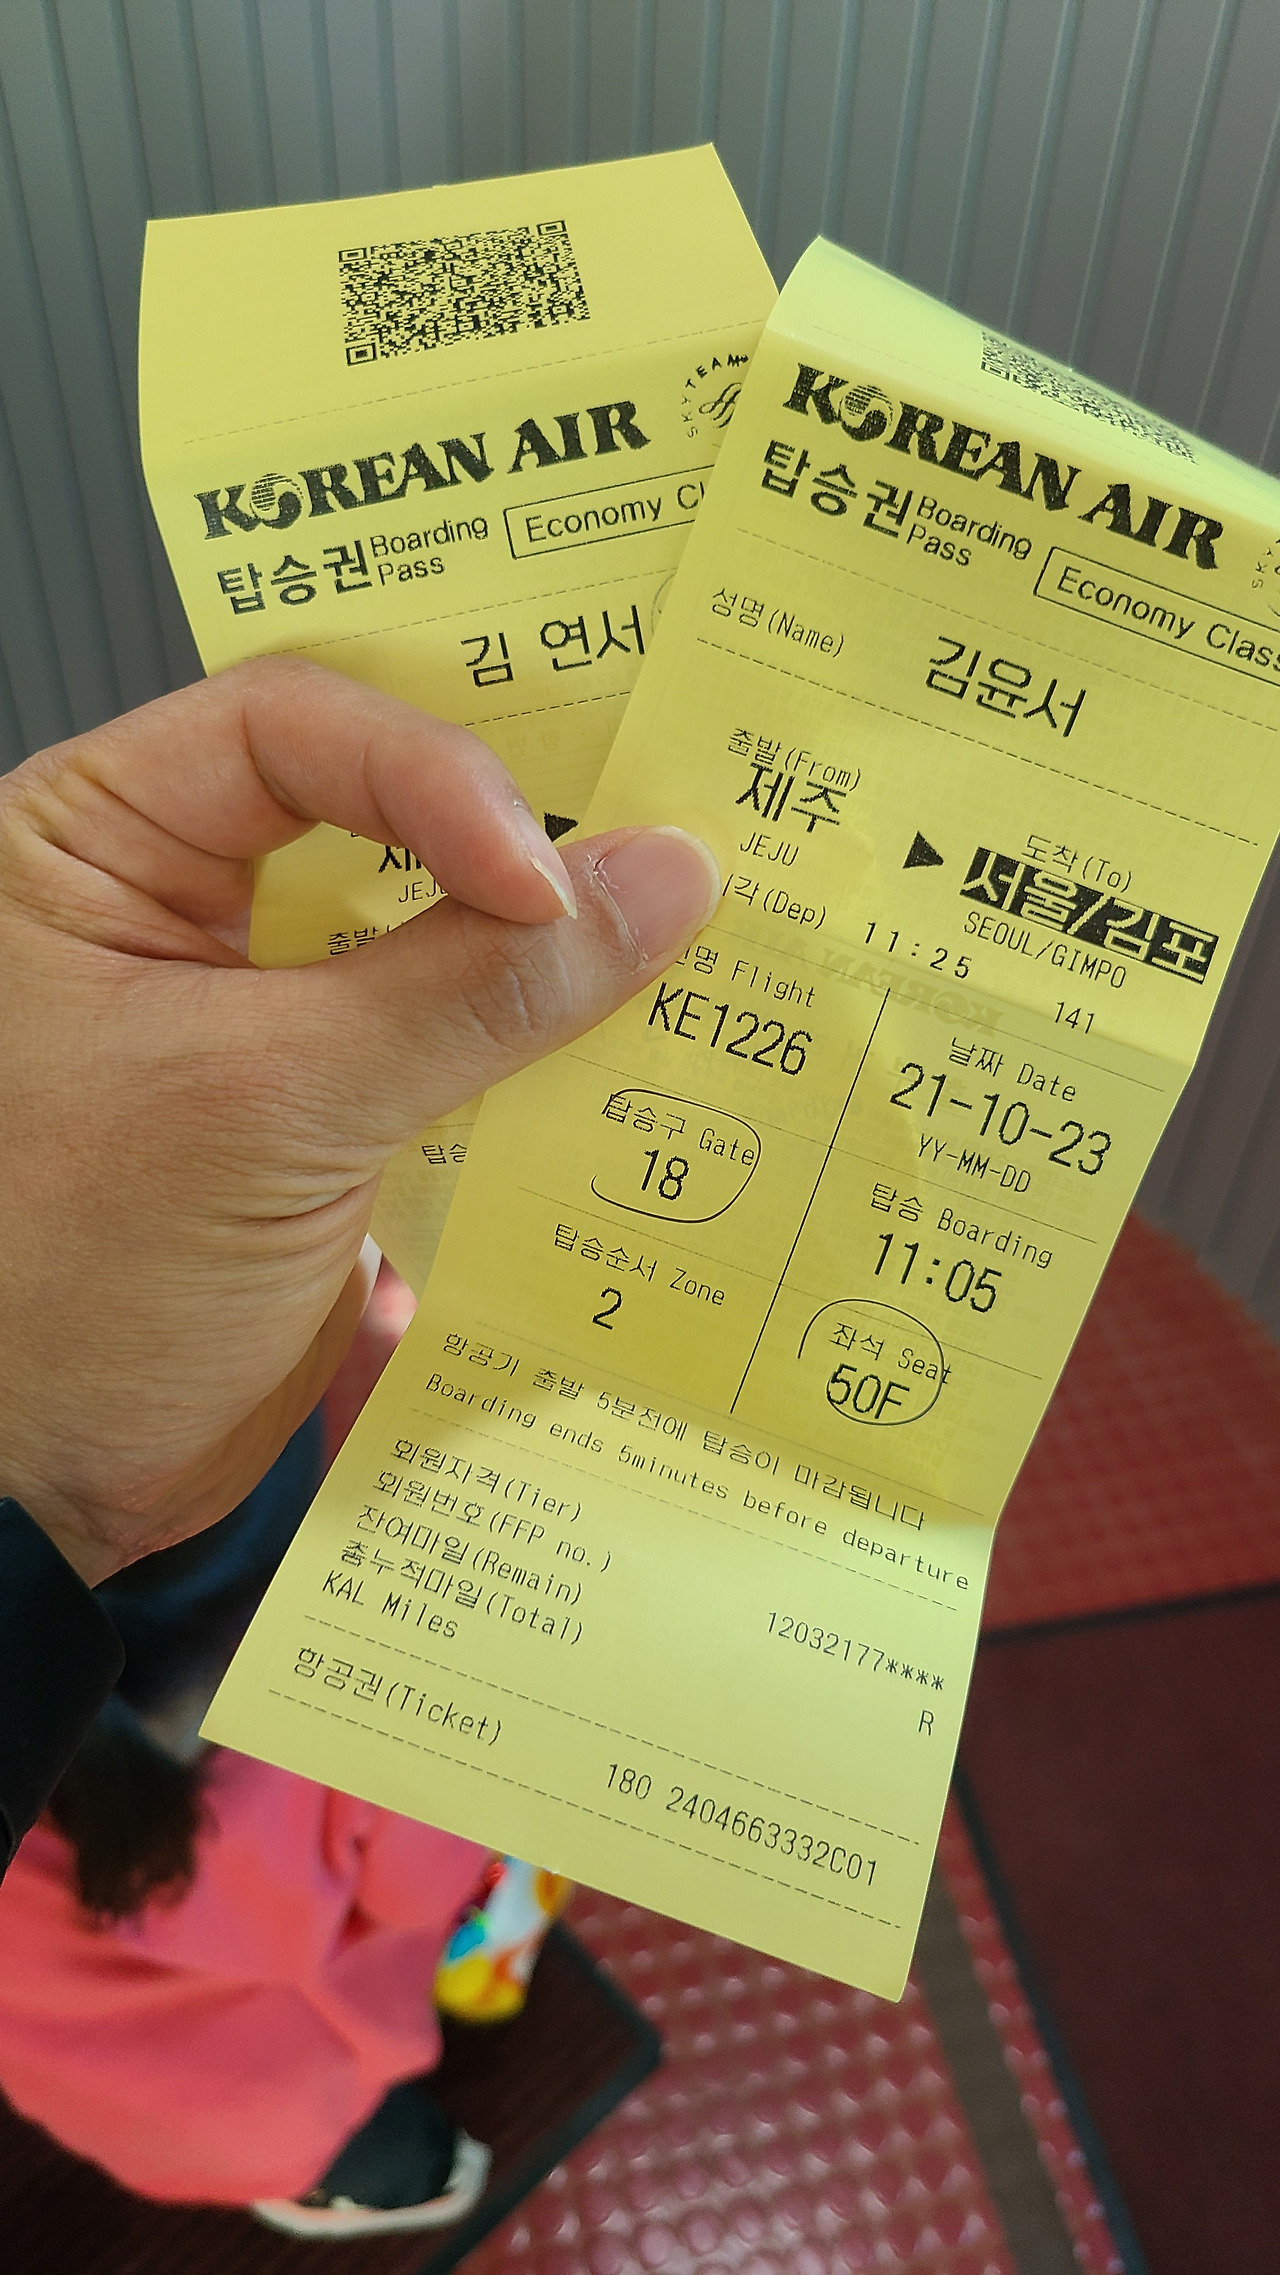 KOREAN AIR
SKYTEAM
탑승권 Boarding Pass
Economy
김 연서
JEJU
탑승
KOREAN AIR
탑승권 Boarding Pass
Economy Class
성명(Name) 김윤서
출발(From)
제주
JEJU
도착(To)
서울/김포
SEOUL/GIMPO
(Dep) 11:25
141
Flight
KE1226
날짜 Date
21-10-23
YY-MM-DD
탑승구 Gate
18
탑승 Boarding
11:05
탑승순서 Zone
2
좌석 Seat
50F
항공기 출발 5분전에 탑승이 마감됩니다
Boarding ends 5minutes before departure
회원자격(Tier)
회원번호(FFP no.) 12032177****
잔여마일(Remain) R
총누적마일(Total)
KAL Miles
항공권(Ticket) 180 2404663332C01